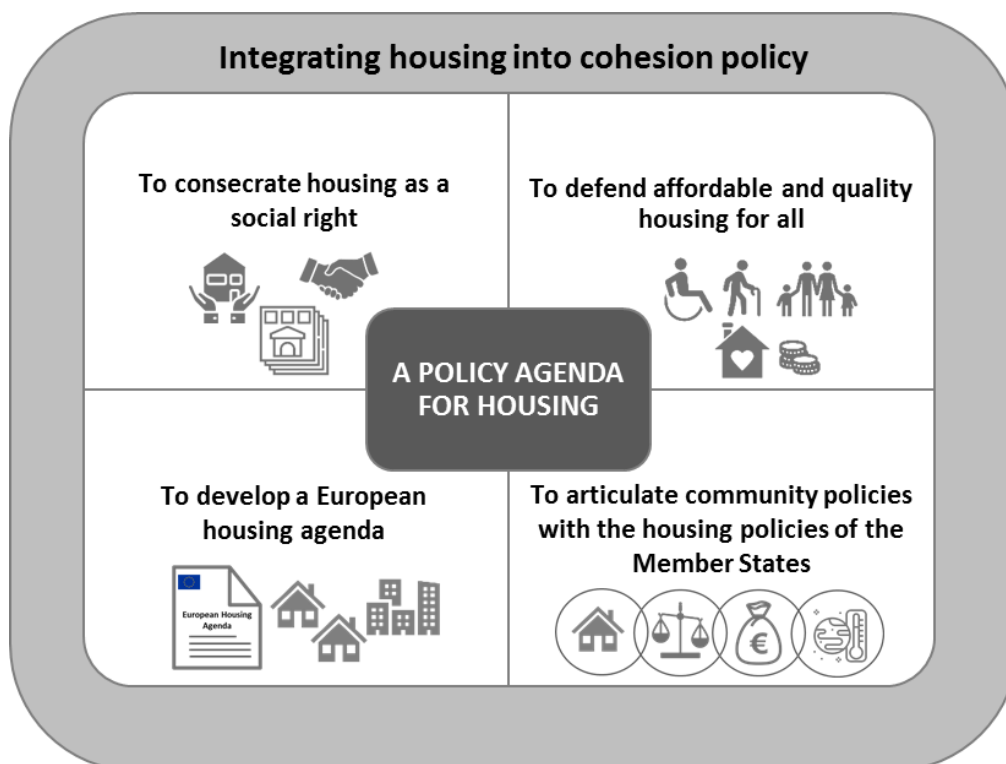 Integrating housing into cohesion policy
To consecrate housing as a
social right
To defend affordable and quality
housing for all
A POLICY AGENDA
FOR HOUSING
To develop a European
housing agenda
European Housing
Agenda
To articulate community policies
with the housing policies of the
Member States
€